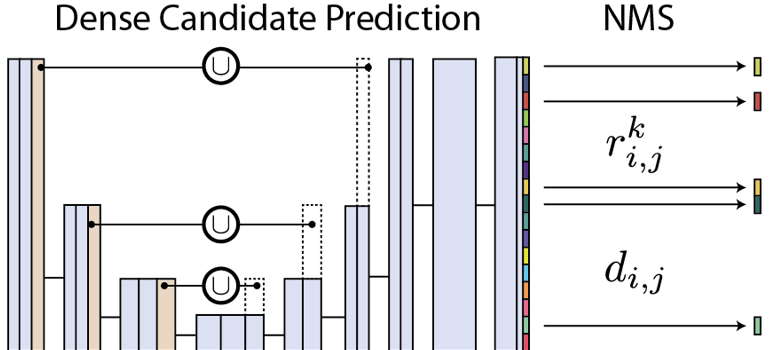 Dense Candidate Prediction
NMS
∪
r^k_{i,j}
∪
∪
d_{i,j}